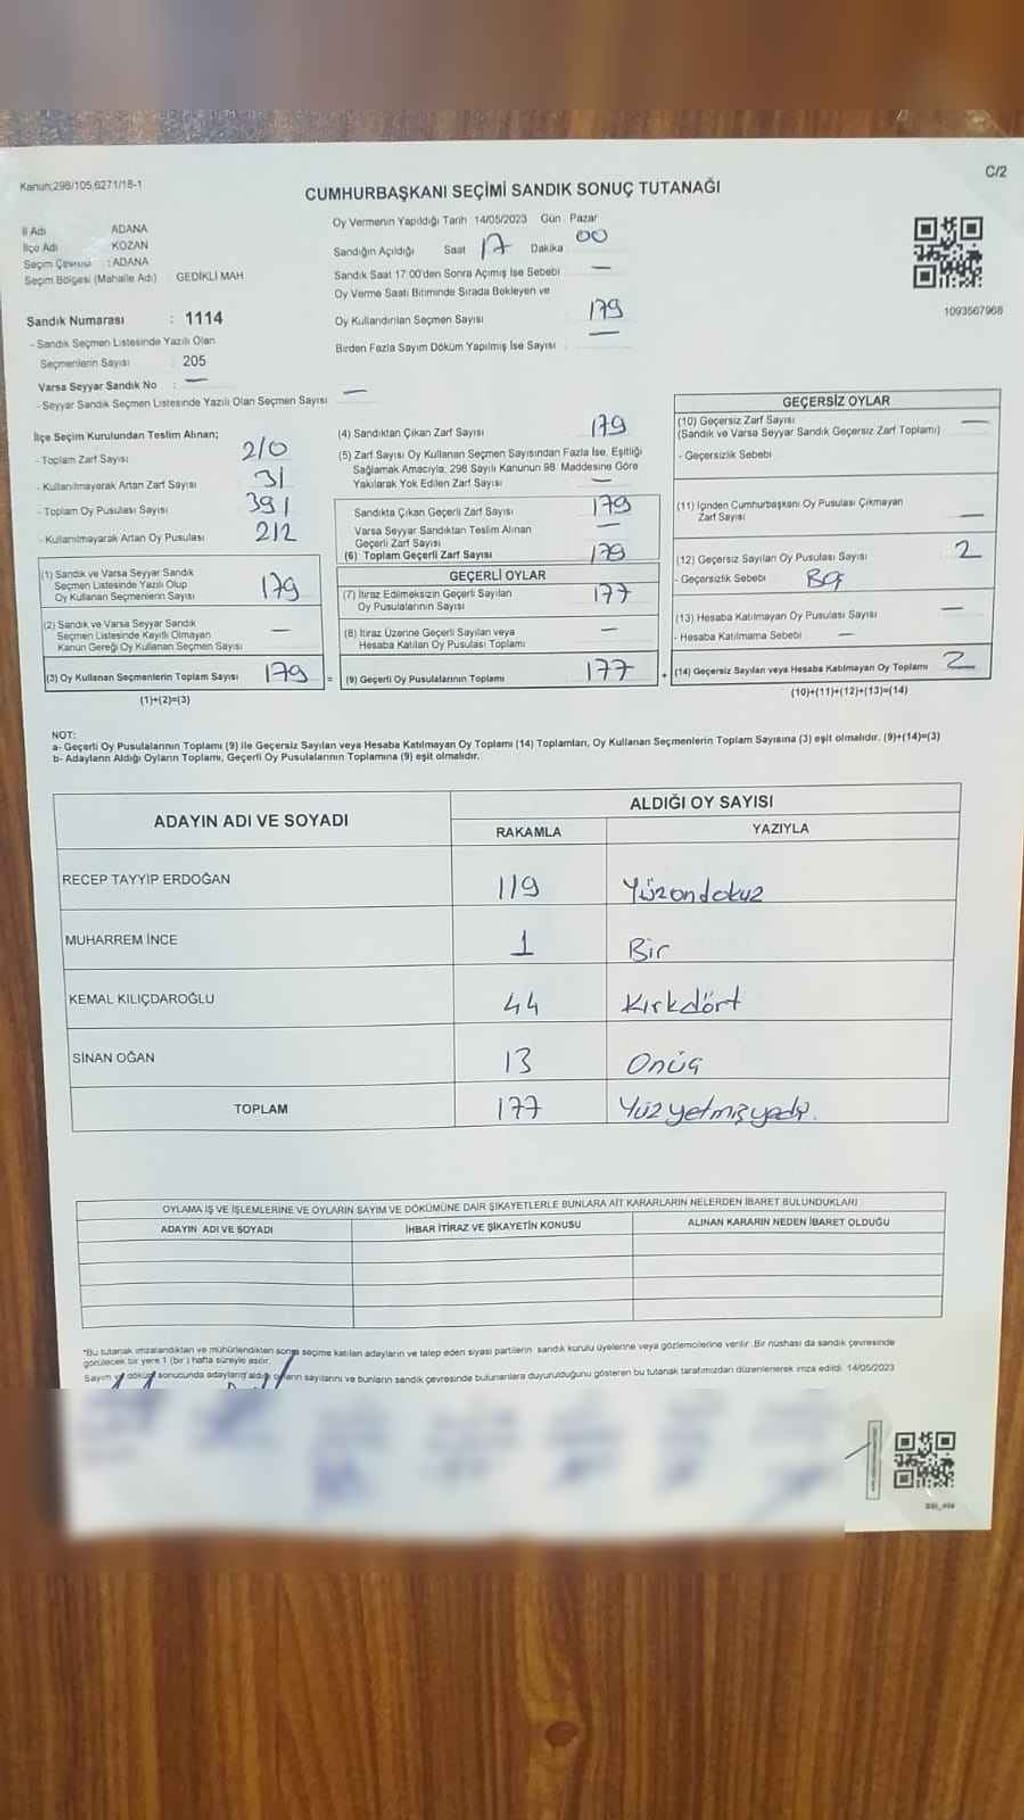 Kanun;298/105,6271/18-1
C/2
CUMHURBAŞKANI SEÇİMİ SANDIK SONUÇ TUTANAĞI
İl Adı ADANA
İlçe Adı KOZAN
Seçim Çevresi : ADANA
Seçim Bölgesi (Mahalle Adı) GEDİKLİ MAH.
Sandık Numarası : 1114
- Sandık Seçmen Listesinde Yazılı Olan
Seçmenlerin Sayısı : 205
Varsa Seyyar Sandık No : —
- Seyyar Sandık Seçmen Listesinde Yazılı Olan Seçmen Sayısı —
Oy Vermenin Yapıldığı Tarih 14/05/2023 Gün Pazar
Sandığın Açıldığı Saat 17 Dakika 00
Sandık Saat 17:00'den Sonra Açımış İse Sebebi —
Oy Verme Saati Bitiminde Sırada Bekleyen ve
Oy Kullandırılan Seçmen Sayısı 179
Birden Fazla Sayım Döküm Yapılmış İse Sayısı —
1093567968
İlçe Seçim Kurulundan Teslim Alınan;
- Toplam Zarf Sayısı 210
- Kullanılmayarak Artan Zarf Sayısı 31
- Toplam Oy Pusulası Sayısı 391
- Kullanılmayarak Artan Oy Pusulası 212
(1) Sandık ve Varsa Seyyar Sandık
Seçmen Listesinde Yazılı Olup
Oy Kullanan Seçmenlerin Sayısı 179
(2) Sandık ve Varsa Seyyar Sandık
Seçmen Listesinde Kayıtlı Olmayan
Kanun Gereği Oy Kullanan Seçmen Sayısı —
(3) Oy Kullanan Seçmenlerin Toplam Sayısı 179 =
(1)+(2)=(3)
(4) Sandıktan Çıkan Zarf Sayısı 179
(5) Zarf Sayısı Oy Kullanan Seçmen Sayısından Fazla İse, Eşitliği
Sağlamak Amacıyla, 298 Sayılı Kanunun 98. Maddesine Göre
Yakılarak Yok Edilen Zarf Sayısı —
Sandıkta Çıkan Geçerli Zarf Sayısı 179
Varsa Seyyar Sandıktan Teslim Alınan
Geçerli Zarf Sayısı —
(6) Toplam Geçerli Zarf Sayısı 179
GEÇERLİ OYLAR
(7) İtiraz Edilmeksizin Geçerli Sayılan
Oy Pusulalarının Sayısı 177
(8) İtiraz Üzerine Geçerli Sayılan veya
Hesaba Katılan Oy Pusulası Toplamı —
(9) Geçerli Oy Pusulalarının Toplamı 177 +
GEÇERSİZ OYLAR
(10) Geçersiz Zarf Sayısı —
(Sandık ve Varsa Seyyar Sandık Geçersiz Zarf Toplamı)
- Geçersizlik Sebebi
(11) İçinden Cumhurbaşkanı Oy Pusulası Çıkmayan
Zarf Sayısı —
(12) Geçersiz Sayılan Oy Pusulası Sayısı 2
- Geçersizlik Sebebi Boş
(13) Hesaba Katılmayan Oy Pusulası Sayısı —
- Hesaba Katılmama Sebebi —
(14) Geçersiz Sayılan veya Hesaba Katılmayan Oy Toplamı 2
(10)+(11)+(12)+(13)=(14)
NOT:
a- Geçerli Oy Pusulalarının Toplamı (9) ile Geçersiz Sayılan veya Hesaba Katılmayan Oy Toplamı (14) Toplamları, Oy Kullanan Seçmenlerin Toplam Sayısına (3) eşit olmalıdır. (9)+(14)=(3)
b- Adayların Aldığı Oyların Toplamı, Geçerli Oy Pusulalarının Toplamına (9) eşit olmalıdır.
ADAYIN ADI VE SOYADI ALDIĞI OY SAYISI
RAKAMLA YAZIYLA
RECEP TAYYİP ERDOĞAN 119 Yüzondokuz
MUHARREM İNCE 1 Bir
KEMAL KILIÇDAROĞLU 44 Kırkdört
SİNAN OĞAN 13 Onüç
TOPLAM 177 Yüzyetmişyedi.
OYLAMA İŞ VE İŞLEMLERİNE VE OYLARIN SAYIM VE DÖKÜMÜNE DAİR ŞİKAYETLERLE BUNLARA AİT KARARLARIN NELERDEN İBARET BULUNDUKLARI
ADAYIN ADI VE SOYADI İHBAR İTİRAZ VE ŞİKAYETİN KONUSU ALINAN KARARIN NEDEN İBARET OLDUĞU
*Bu tutanak imzalandıktan ve mühürlendikten sonra seçime katılan adayların ve talep eden siyasi partilerin sandık kurulu üyelerine veya gözlemcilerine verilir. Bir nüshası da sandık çevresinde
görülecek bir yere 1 (bir) hafta süreyle asılır.
Sayım ve döküm sonucunda adayların aldığı oyların sayılarını ve bunların sandık çevresinde bulunanlara duyurulduğunu gösteren bu tutanak tarafımızdan düzenlenerek imza edildi. 14/05/2023